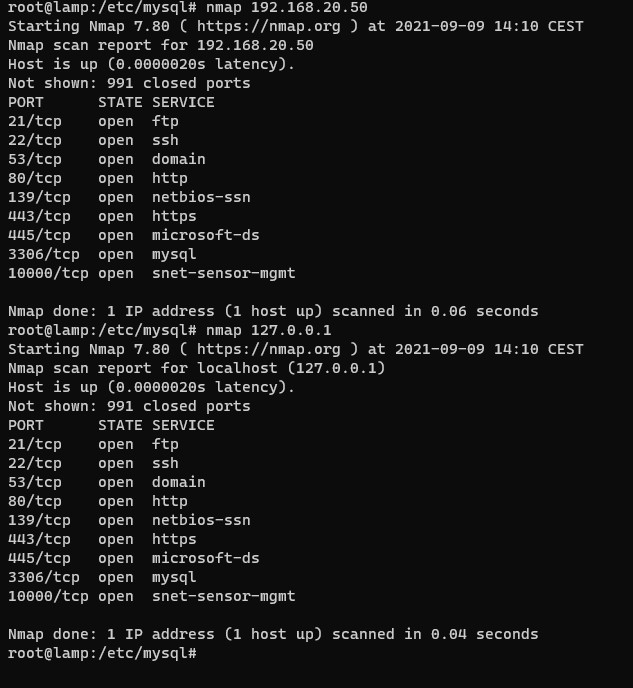 root@lamp:/etc/mysql# nmap 192.168.20.50
Starting Nmap 7.80 ( https://nmap.org ) at 2021-09-09 14:10 CEST
Nmap scan report for 192.168.20.50
Host is up (0.0000020s latency).
Not shown: 991 closed ports
PORT      STATE SERVICE
21/tcp    open  ftp
22/tcp    open  ssh
53/tcp    open  domain
80/tcp    open  http
139/tcp   open  netbios-ssn
443/tcp   open  https
445/tcp   open  microsoft-ds
3306/tcp  open  mysql
10000/tcp open  snet-sensor-mgmt

Nmap done: 1 IP address (1 host up) scanned in 0.06 seconds
root@lamp:/etc/mysql# nmap 127.0.0.1
Starting Nmap 7.80 ( https://nmap.org ) at 2021-09-09 14:10 CEST
Nmap scan report for localhost (127.0.0.1)
Host is up (0.0000020s latency).
Not shown: 991 closed ports
PORT      STATE SERVICE
21/tcp    open  ftp
22/tcp    open  ssh
53/tcp    open  domain
80/tcp    open  http
139/tcp   open  netbios-ssn
443/tcp   open  https
445/tcp   open  microsoft-ds
3306/tcp  open  mysql
10000/tcp open  snet-sensor-mgmt

Nmap done: 1 IP address (1 host up) scanned in 0.04 seconds
root@lamp:/etc/mysql#